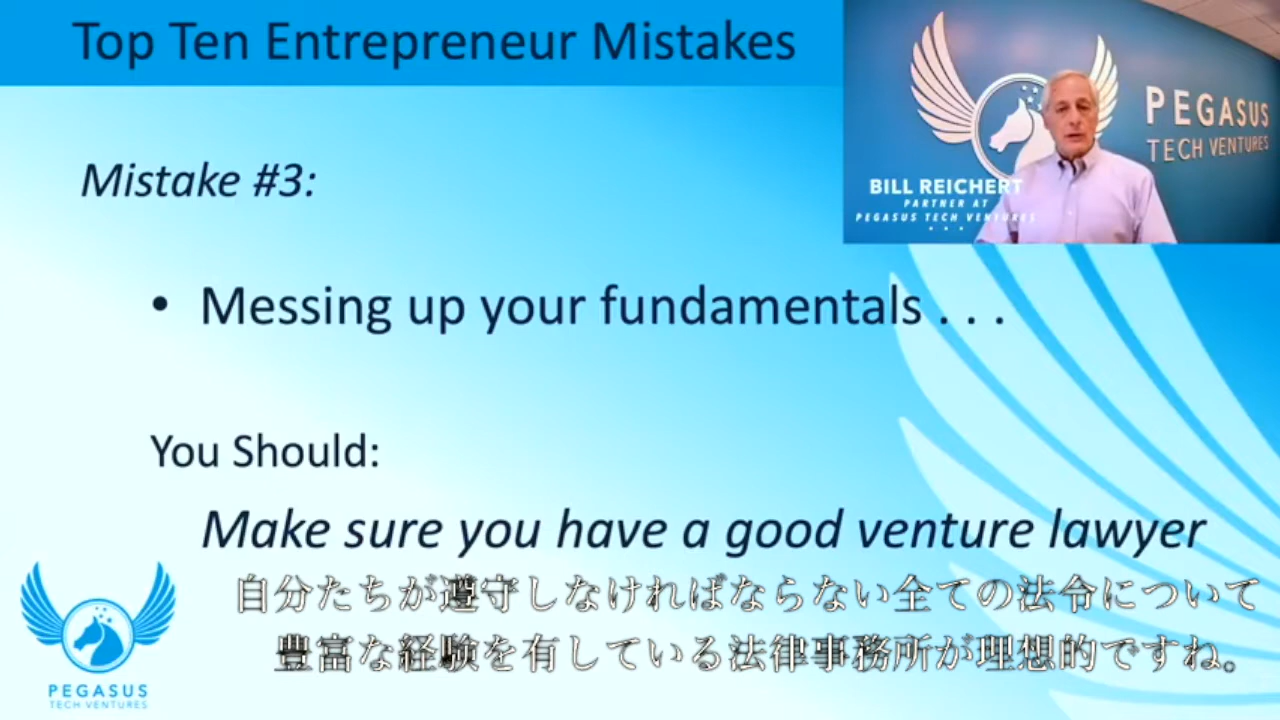 Top Ten Entrepreneur Mistakes
PEGASUS
TECH VENTURES
BILL REICHERT
PARTNER AT
PEGASUS TECH VENTURES
Mistake #3:
• Messing up your fundamentals . . .
You Should:
Make sure you have a good venture lawyer
自分たちが遵守しなければならない全ての法令について
豊富な経験を有している法律事務所が理想的ですね。
PEGASUS
TECH VENTURES